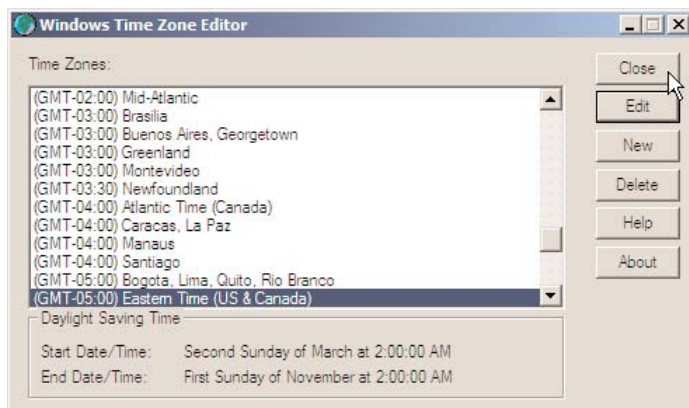 Windows Time Zone Editor
Time Zones:
(GMT-02:00) Mid-Atlantic
(GMT-03:00) Brasilia
(GMT-03:00) Buenos Aires, Georgetown
(GMT-03:00) Greenland
(GMT-03:00) Montevideo
(GMT-03:30) Newfoundland
(GMT-04:00) Atlantic Time (Canada)
(GMT-04:00) Caracas, La Paz
(GMT-04:00) Manaus
(GMT-04:00) Santiago
(GMT-05:00) Bogota, Lima, Quito, Rio Branco
(GMT-05:00) Eastern Time (US & Canada)
Close
Edit
New
Delete
Help
About
Daylight Saving Time
Start Date/Time: Second Sunday of March at 2:00:00 AM
End Date/Time: First Sunday of November at 2:00:00 AM